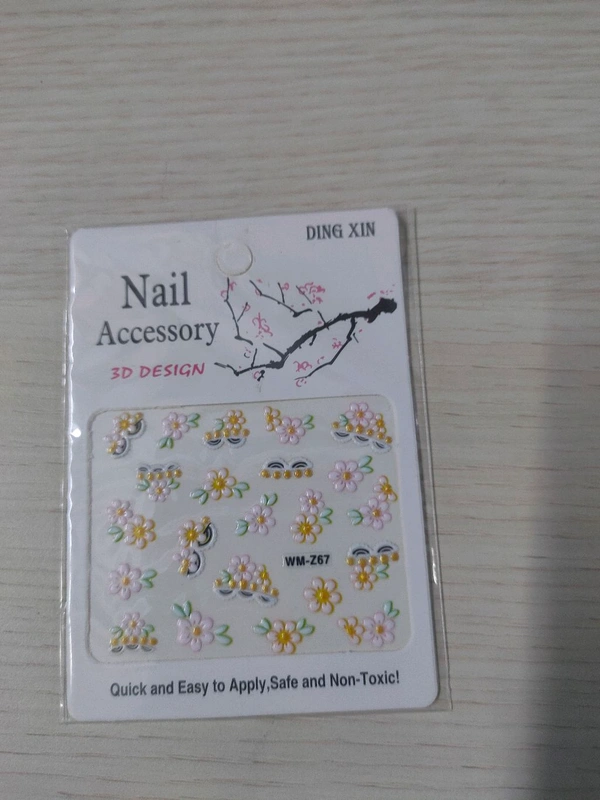 DING XIN
Nail
Accessory
3D DESIGN
WM-Z67
Quick and Easy to Apply,Safe and Non-Toxic!